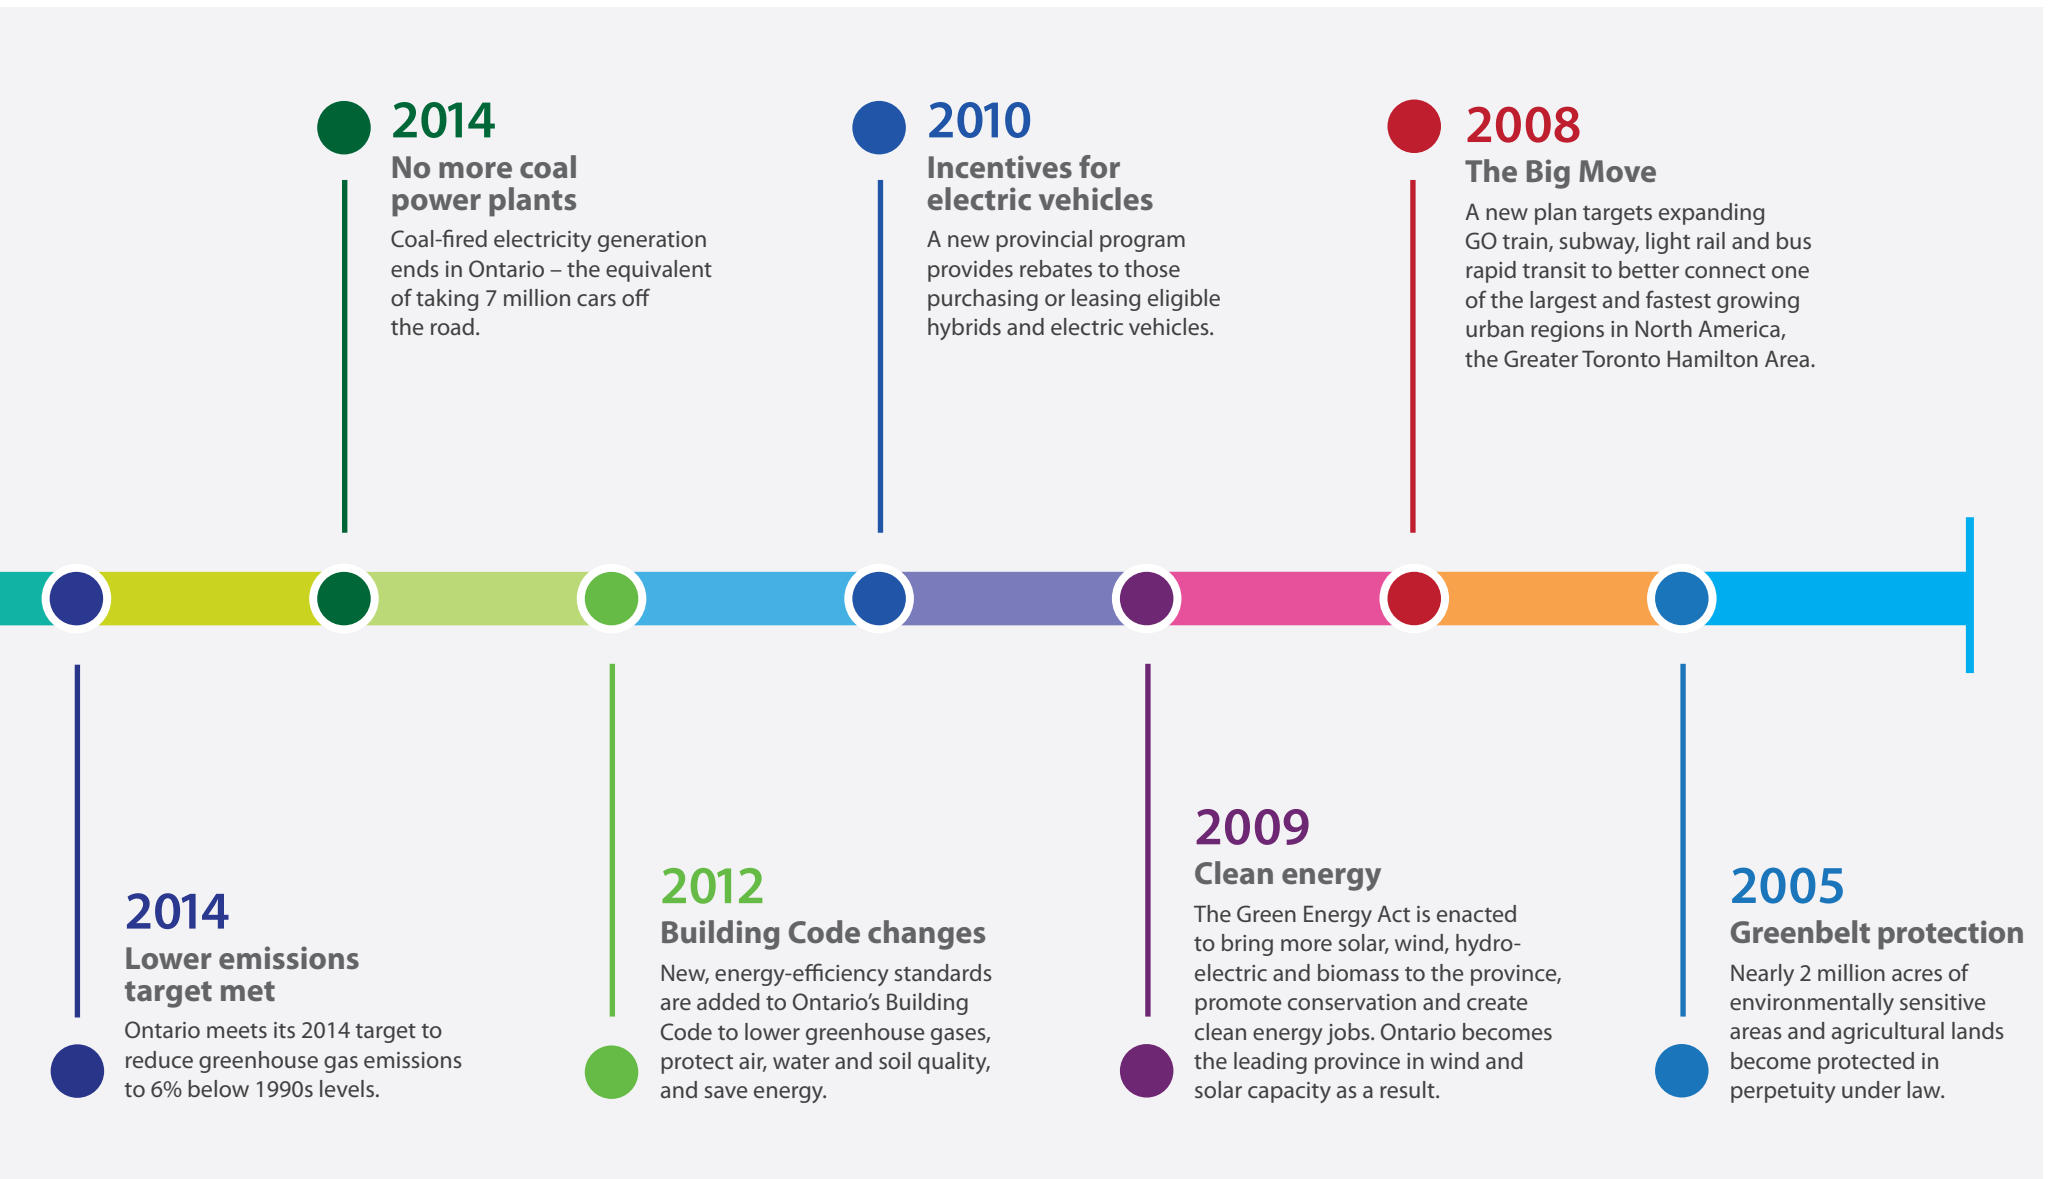 2014
No more coal
power plants
Coal-fired electricity generation
ends in Ontario – the equivalent
of taking 7 million cars off
the road.
2010
Incentives for
electric vehicles
A new provincial program
provides rebates to those
purchasing or leasing eligible
hybrids and electric vehicles.
2008
The Big Move
A new plan targets expanding
GO train, subway, light rail and bus
rapid transit to better connect one
of the largest and fastest growing
urban regions in North America,
the Greater Toronto Hamilton Area.
2014
Lower emissions
target met
Ontario meets its 2014 target to
reduce greenhouse gas emissions
to 6% below 1990s levels.
2012
Building Code changes
New, energy-efficiency standards
are added to Ontario’s Building
Code to lower greenhouse gases,
protect air, water and soil quality,
and save energy.
2009
Clean energy
The Green Energy Act is enacted
to bring more solar, wind, hydro-
electric and biomass to the province,
promote conservation and create
clean energy jobs. Ontario becomes
the leading province in wind and
solar capacity as a result.
2005
Greenbelt protection
Nearly 2 million acres of
environmentally sensitive
areas and agricultural lands
become protected in
perpetuity under law.